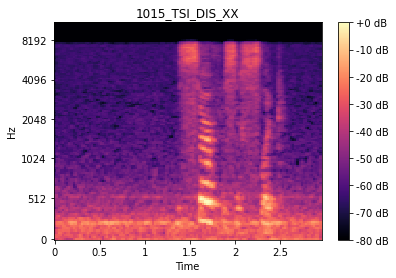 1015_TSI_DIS_XX
+0 dB
8192
-10 dB
4096
-20 dB
-30 dB
2048
Hz
-40 dB
1024
-50 dB
512
-60 dB
-70 dB
0
-80 dB
0 0.5 1 1.5 2 2.5
Time